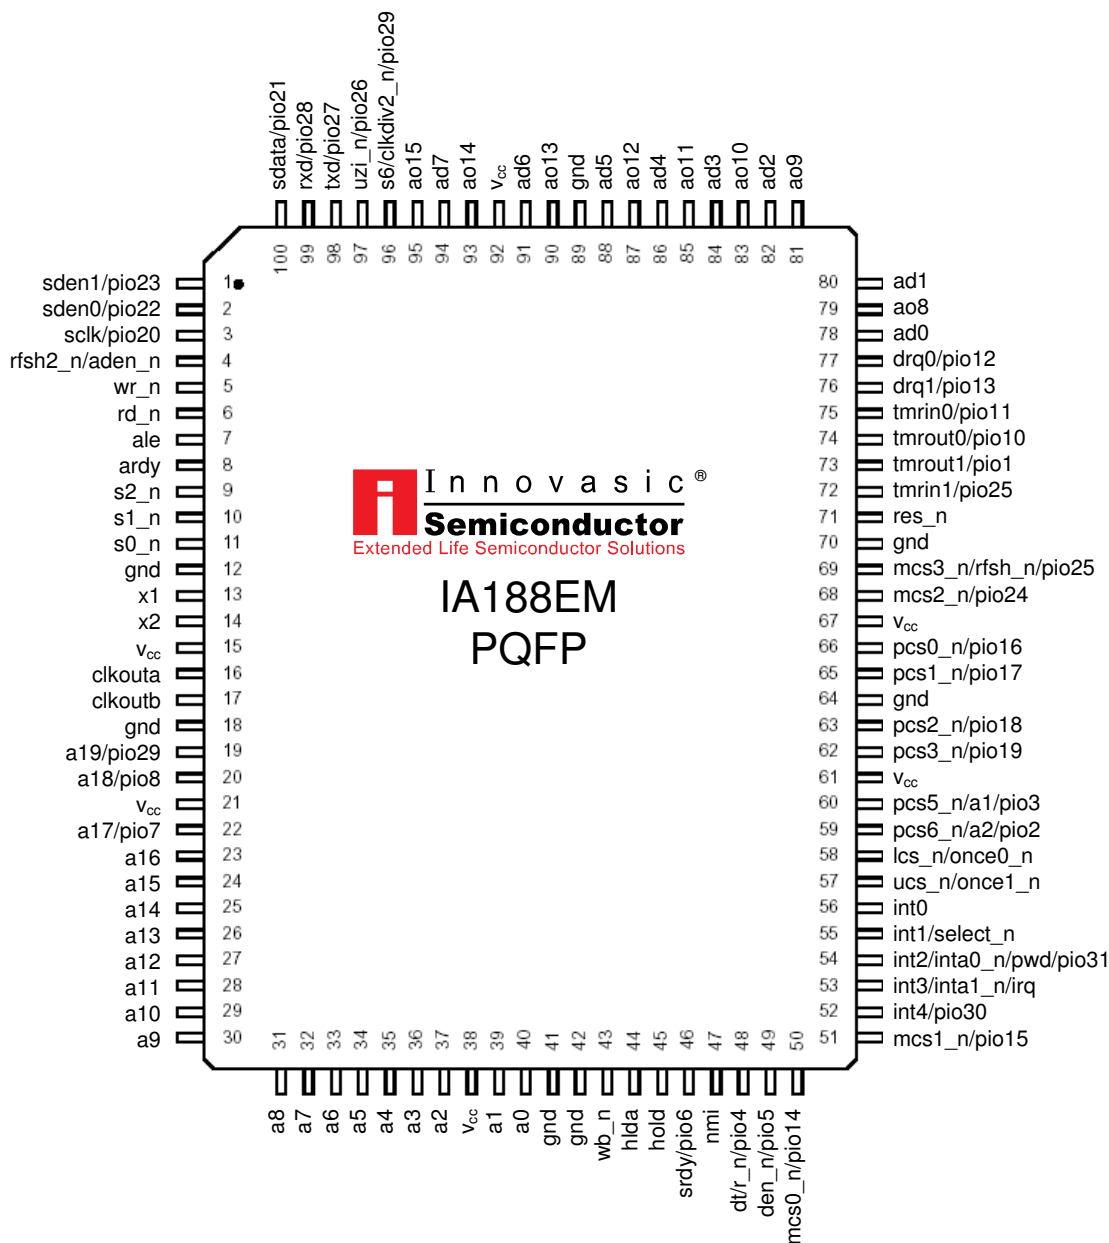 sdata/pio21
rxd/pio28
txd/pio27
uzi_n/pio26
s6/clkdiv2_n/pio29
ao15
ad7
ao14
vcc
ad6
ao13
gnd
ad5
ao12
ad4
ao11
ad3
ao10
ad2
ao9
100
99
98
97
96
95
94
93
92
91
90
89
88
87
86
85
84
83
82
81
sden1/pio23 1
sden0/pio22 2
sclk/pio20 3
rfsh2_n/aden_n 4
wr_n 5
rd_n 6
ale 7
ardy 8
s2_n 9
s1_n 10
s0_n 11
gnd 12
x1 13
x2 14
vcc 15
clkouta 16
clkoutb 17
gnd 18
a19/pio29 19
a18/pio8 20
vcc 21
a17/pio7 22
a16 23
a15 24
a14 25
a13 26
a12 27
a11 28
a10 29
a9 30
Innovasic ®
Semiconductor
Extended Life Semiconductor Solutions
IA188EM
PQFP
80 ad1
79 ao8
78 ad0
77 drq0/pio12
76 drq1/pio13
75 tmrin0/pio11
74 tmrout0/pio10
73 tmrout1/pio1
72 tmrin1/pio25
71 res_n
70 gnd
69 mcs3_n/rfsh_n/pio25
68 mcs2_n/pio24
67 vcc
66 pcs0_n/pio16
65 pcs1_n/pio17
64 gnd
63 pcs2_n/pio18
62 pcs3_n/pio19
61 vcc
60 pcs5_n/a1/pio3
59 pcs6_n/a2/pio2
58 lcs_n/once0_n
57 ucs_n/once1_n
56 int0
55 int1/select_n
54 int2/inta0_n/pwd/pio31
53 int3/inta1_n/irq
52 int4/pio30
51 mcs1_n/pio15
31
32
33
34
35
36
37
38
39
40
41
42
43
44
45
46
47
48
49
50
a8
a7
a6
a5
a4
a3
a2
vcc
a1
a0
gnd
gnd
wb_n
hlda
hold
srdy/pio6
nmi
dt/r_n/pio4
den_n/pio5
mcs0_n/pio14